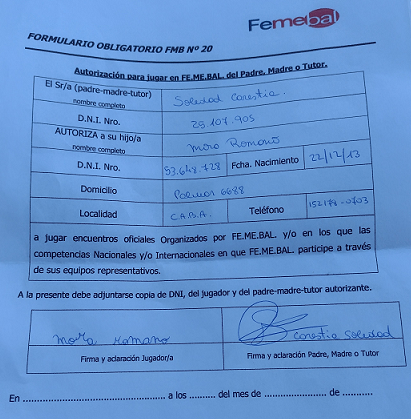 Femebal
FORMULARIO OBLIGATORIO FMB Nº 20
Autorización para jugar en FE.ME.BAL. del Padre, Madre o Tutor.
El Sr/a (padre-madre-tutor)
nombre completo
Soledad Carestia.
D.N.I. Nro.
25.107.905
AUTORIZA a su hijo/a
nombre completo
Mora Romano
D.N.I. Nro.
53.648.728
Fcha. Nacimiento
22/12/13
Domicilio
6688
Localidad
C.A.B.A.
Teléfono
a jugar encuentros oficiales Organizados por FE.ME.BAL. y/o en los que las
competencias Nacionales y/o Internacionales en que FE.ME.BAL. participe a través
de sus equipos representativos.
A la presente debe adjuntarse copia de DNI, del jugador y del padre-madre-tutor autorizante.
mora romano
Carestia Soledad
Firma y aclaración Jugador/a
Firma y aclaración Padre, Madre o Tutor
En ............................................. a los .......... del mes de .................... de ...........